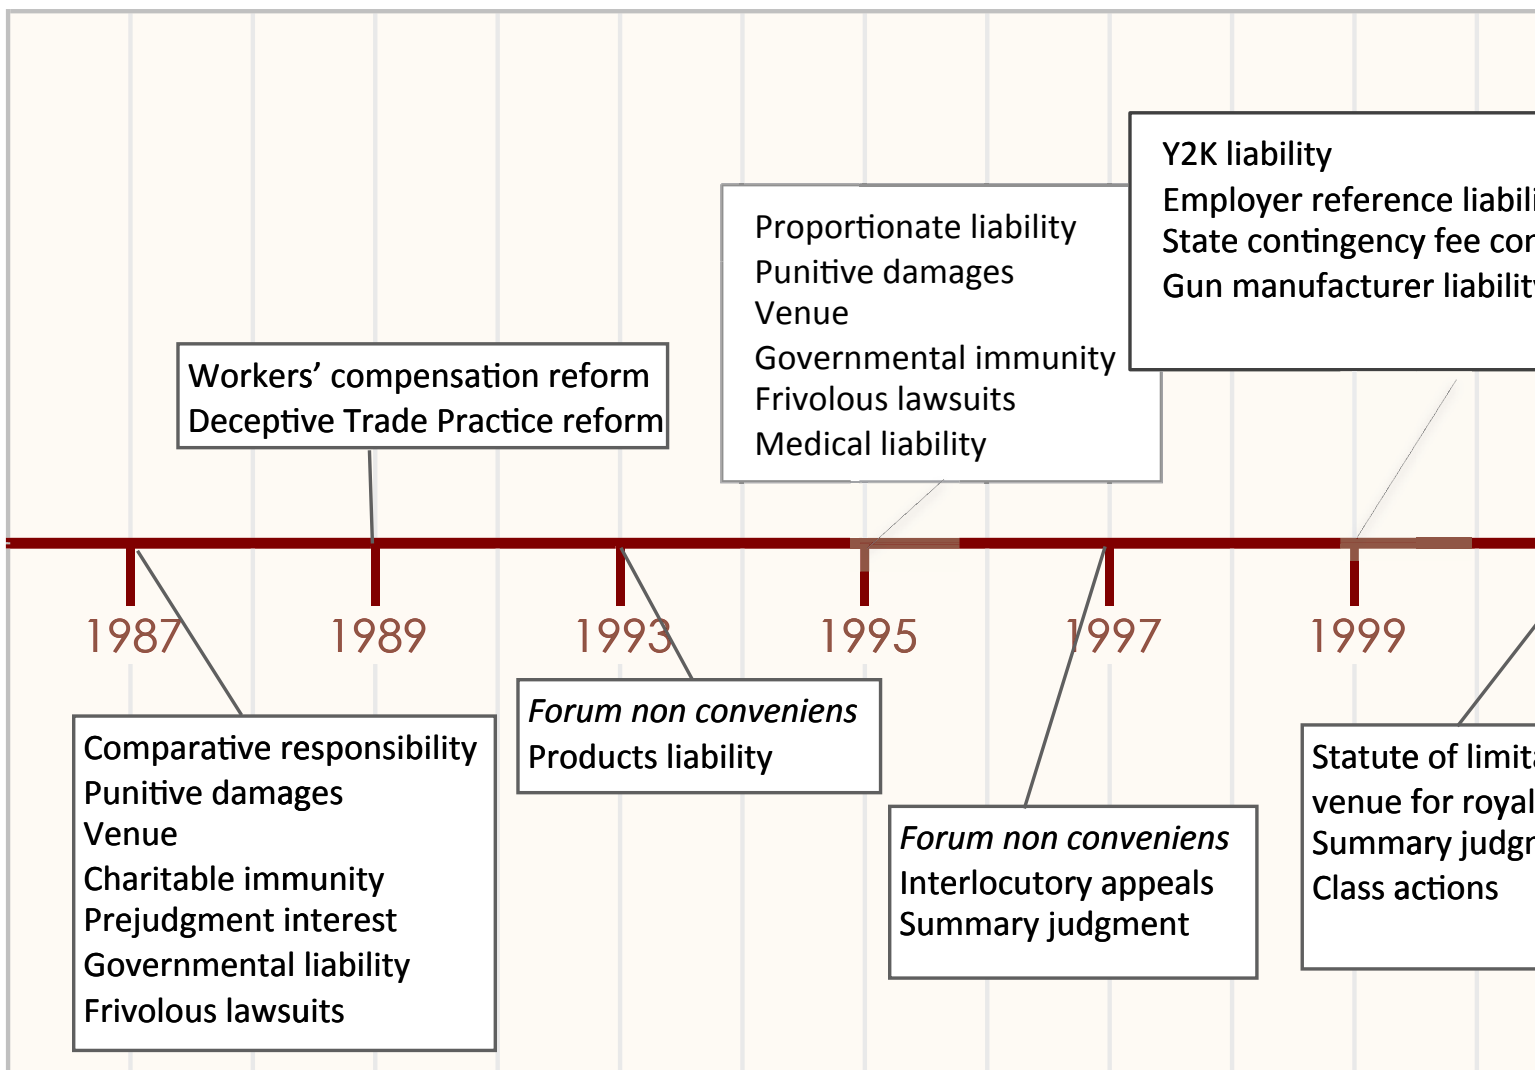 Y2K liability
Employer reference
State contingency fee
Gun manufacturer
Proportionate liability
Punitive damages
Venue
Governmental immunity
Frivolous lawsuits
Medical liability
Workers’ compensation reform
Deceptive Trade Practice reform
1987
1989
1993
1995
1997
1999
Forum non conveniens
Products liability
Comparative responsibility
Punitive damages
Venue
Charitable immunity
Prejudgment interest
Governmental liability
Frivolous lawsuits
Forum non conveniens
Interlocutory appeals
Summary judgment
Statute of
venue for
Summary
Class actions